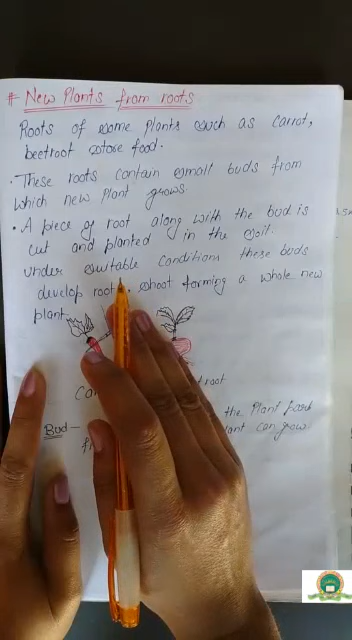 # New Plants from roots
Roots of some plants such as carrot,
beetroot store food.
• These roots contain small buds from
which new plant grows.
• A piece of root along with the bud is
cut and planted in the soil.
Under suitable conditions these buds
develop root, shoot forming a whole new
plant.
Bud – the plant part
can grow